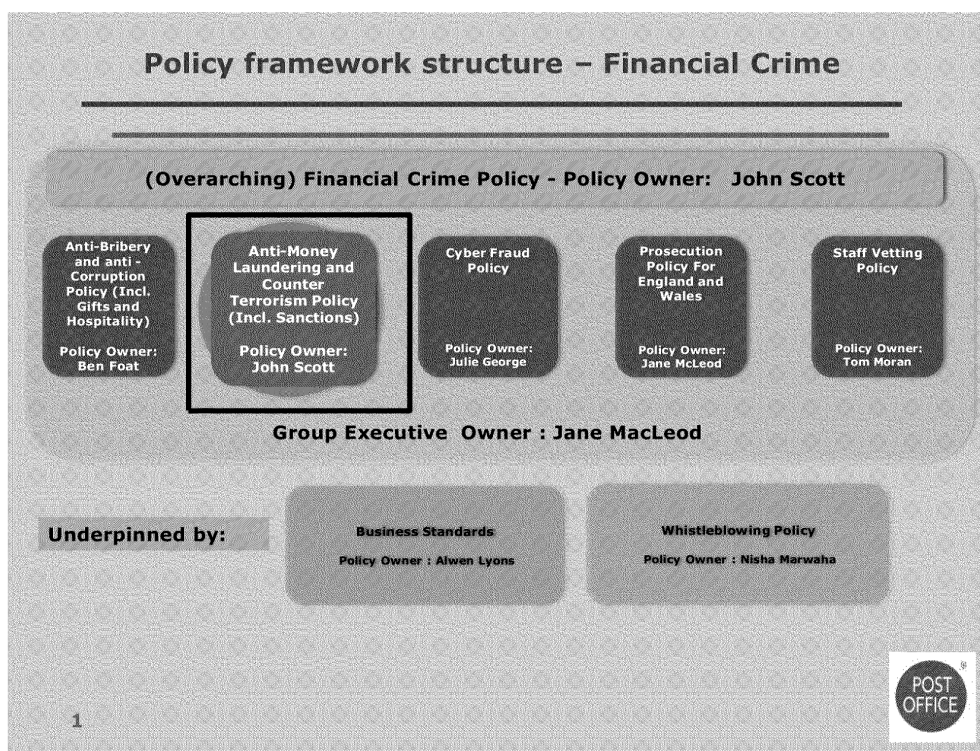 Policy framework structure – Financial Crime
(Overarching) Financial Crime Policy - Policy Owner: John Scott
Anti-Bribery
and anti -
Corruption
Policy (Incl.
Gifts and
Hospitality)
Policy Owner:
Ben Foat
Anti-Money
Laundering and
Counter
Terrorism Policy
(Incl. Sanctions)
Policy Owner:
John Scott
Cyber Fraud
Policy
Policy Owner:
Julie George
Prosecution
Policy For
England and
Wales
Policy Owner:
Jane McLeod
Staff Vetting
Policy
Policy Owner:
Tom Moran
Group Executive Owner : Jane MacLeod
Underpinned by:
Business Standards
Policy Owner : Alwen Lyons
Whistleblowing Policy
Policy Owner : Nisha Marwaha
POST
OFFICE
®
1